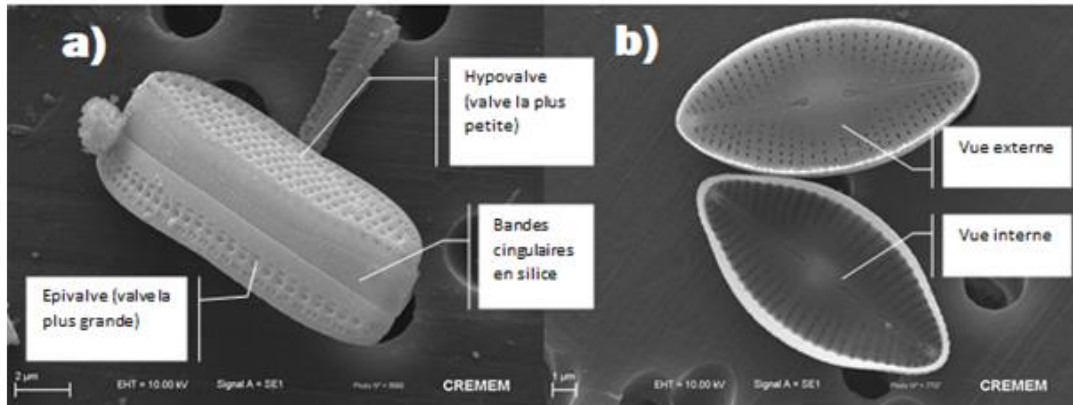 a)
Hypovalve
(valve la plus
petite)
Bandes
cingulaires
en silice
Epivalve (valve la
plus grande)
2 µm
EHT = 10.00 kV
Signal A = SE1
CREMEM
b)
Vue externe
Vue interne
1 µm
EHT = 10.00 kV
Signal A = SE1
CREMEM